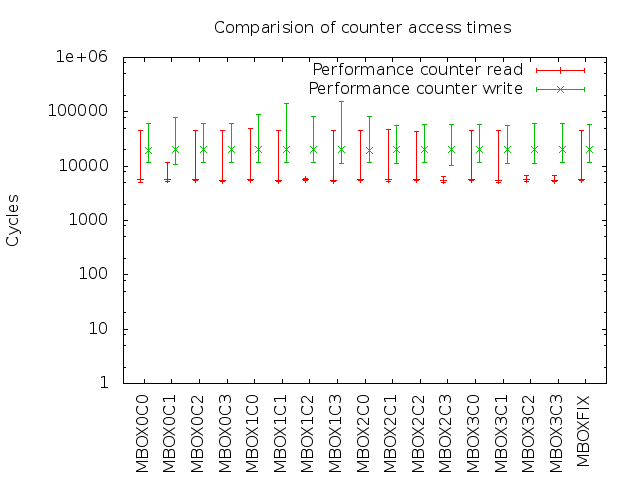 Comparision of counter access times
Performance counter read
Performance counter write
1e+06
100000
10000
1000
100
10
1
Cycles
MBOX0C0
MBOX0C1
MBOX0C2
MBOX0C3
MBOX1C0
MBOX1C1
MBOX1C2
MBOX1C3
MBOX2C0
MBOX2C1
MBOX2C2
MBOX2C3
MBOX3C0
MBOX3C1
MBOX3C2
MBOX3C3
MBOXFIX